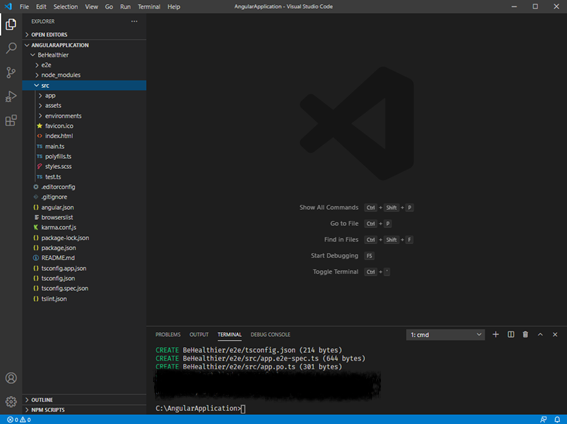 File Edit Selection View Go Run Terminal Help
AngularApplication - Visual Studio Code
EXPLORER
OPEN EDITORS
ANGULARAPPLICATION
BeHealthier
e2e
node_modules
src
app
assets
environments
favicon.ico
index.html
TS main.ts
TS polyfills.ts
styles.scss
TS test.ts
.editorconfig
.gitignore
{} angular.json
browserslist
karma.conf.js
{} package-lock.json
{} package.json
README.md
{} tsconfig.app.json
{} tsconfig.json
{} tsconfig.spec.json
{} tslint.json
OUTLINE
NPM SCRIPTS
Show All Commands Ctrl + Shift + P
Go to File Ctrl + P
Find in Files Ctrl + Shift + F
Start Debugging F5
Toggle Terminal Ctrl + `
PROBLEMS OUTPUT TERMINAL DEBUG CONSOLE
1: cmd
CREATE BeHealthier/e2e/tsconfig.json (214 bytes)
CREATE BeHealthier/e2e/src/app.e2e-spec.ts (644 bytes)
CREATE BeHealthier/e2e/src/app.po.ts (301 bytes)
C:\AngularApplication>
0 0